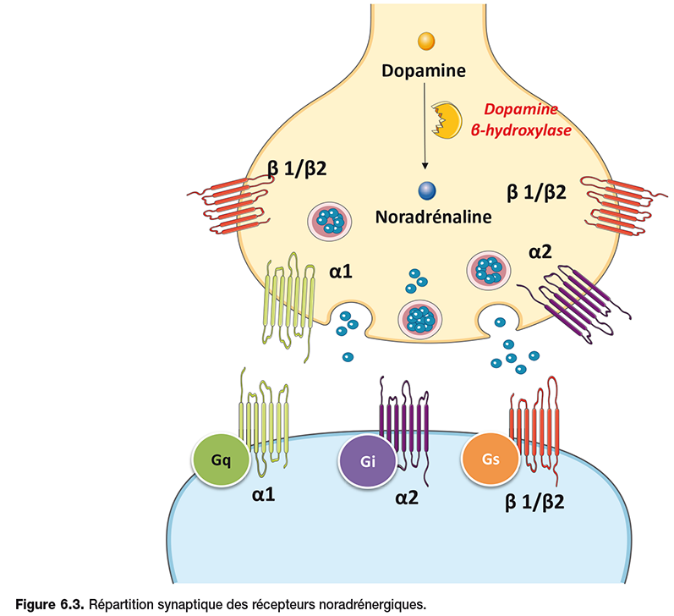 Dopamine
Dopamine
β-hydroxylase
β 1/β2
β 1/β2
Noradrénaline
α2
α1
Gq
Gi
Gs
α1
α2
β 1/β2
Figure 6.3. Répartition synaptique des récepteurs noradrénergiques.